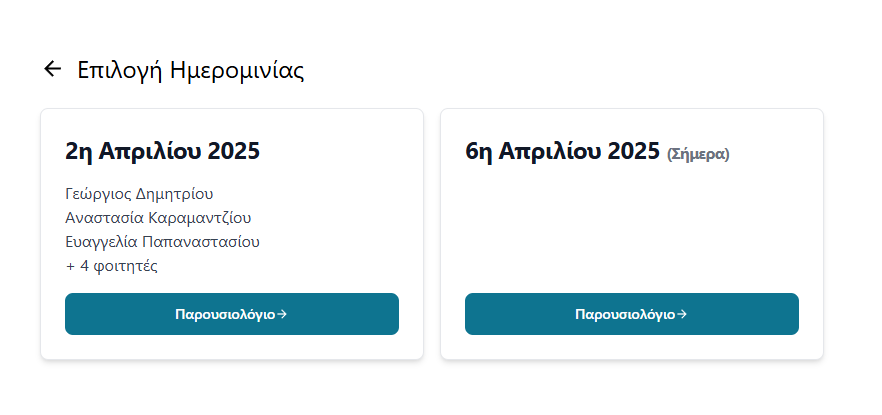 Επιλογή Ημερομινίας
2η Απριλίου 2025
Γεώργιος Δημητρίου
Αναστασία Καραμαντζίου
Ευαγγελία Παπαναστασίου
+ 4 φοιτητές
Παρουσιολόγιο→
6η Απριλίου 2025 (Σήμερα)
Παρουσιολόγιο→